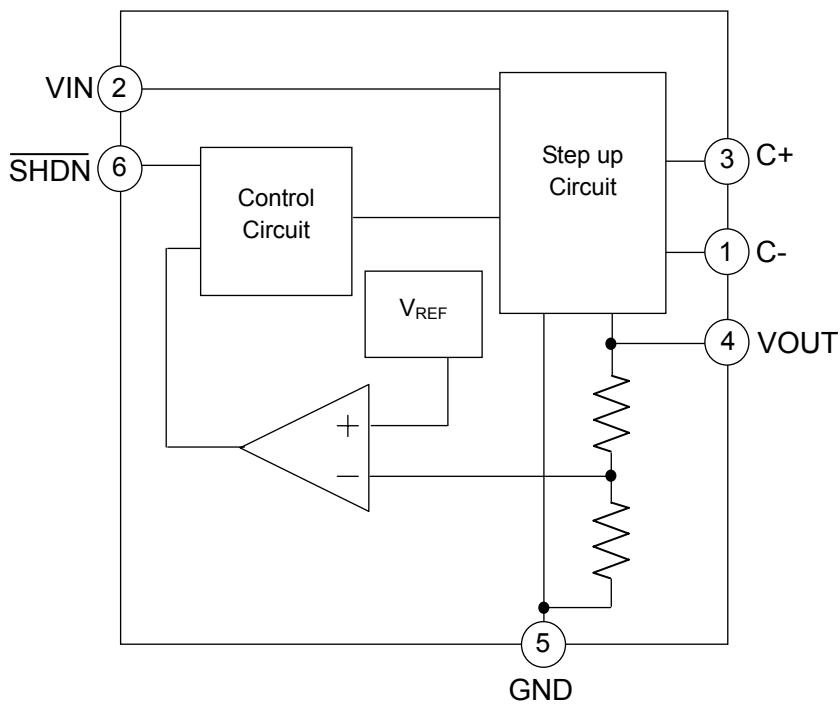 VIN 2
SHDN 6
Control
Circuit
Step up
Circuit
3 C+
1 C-
VREF
4 VOUT
+
−
5
GND